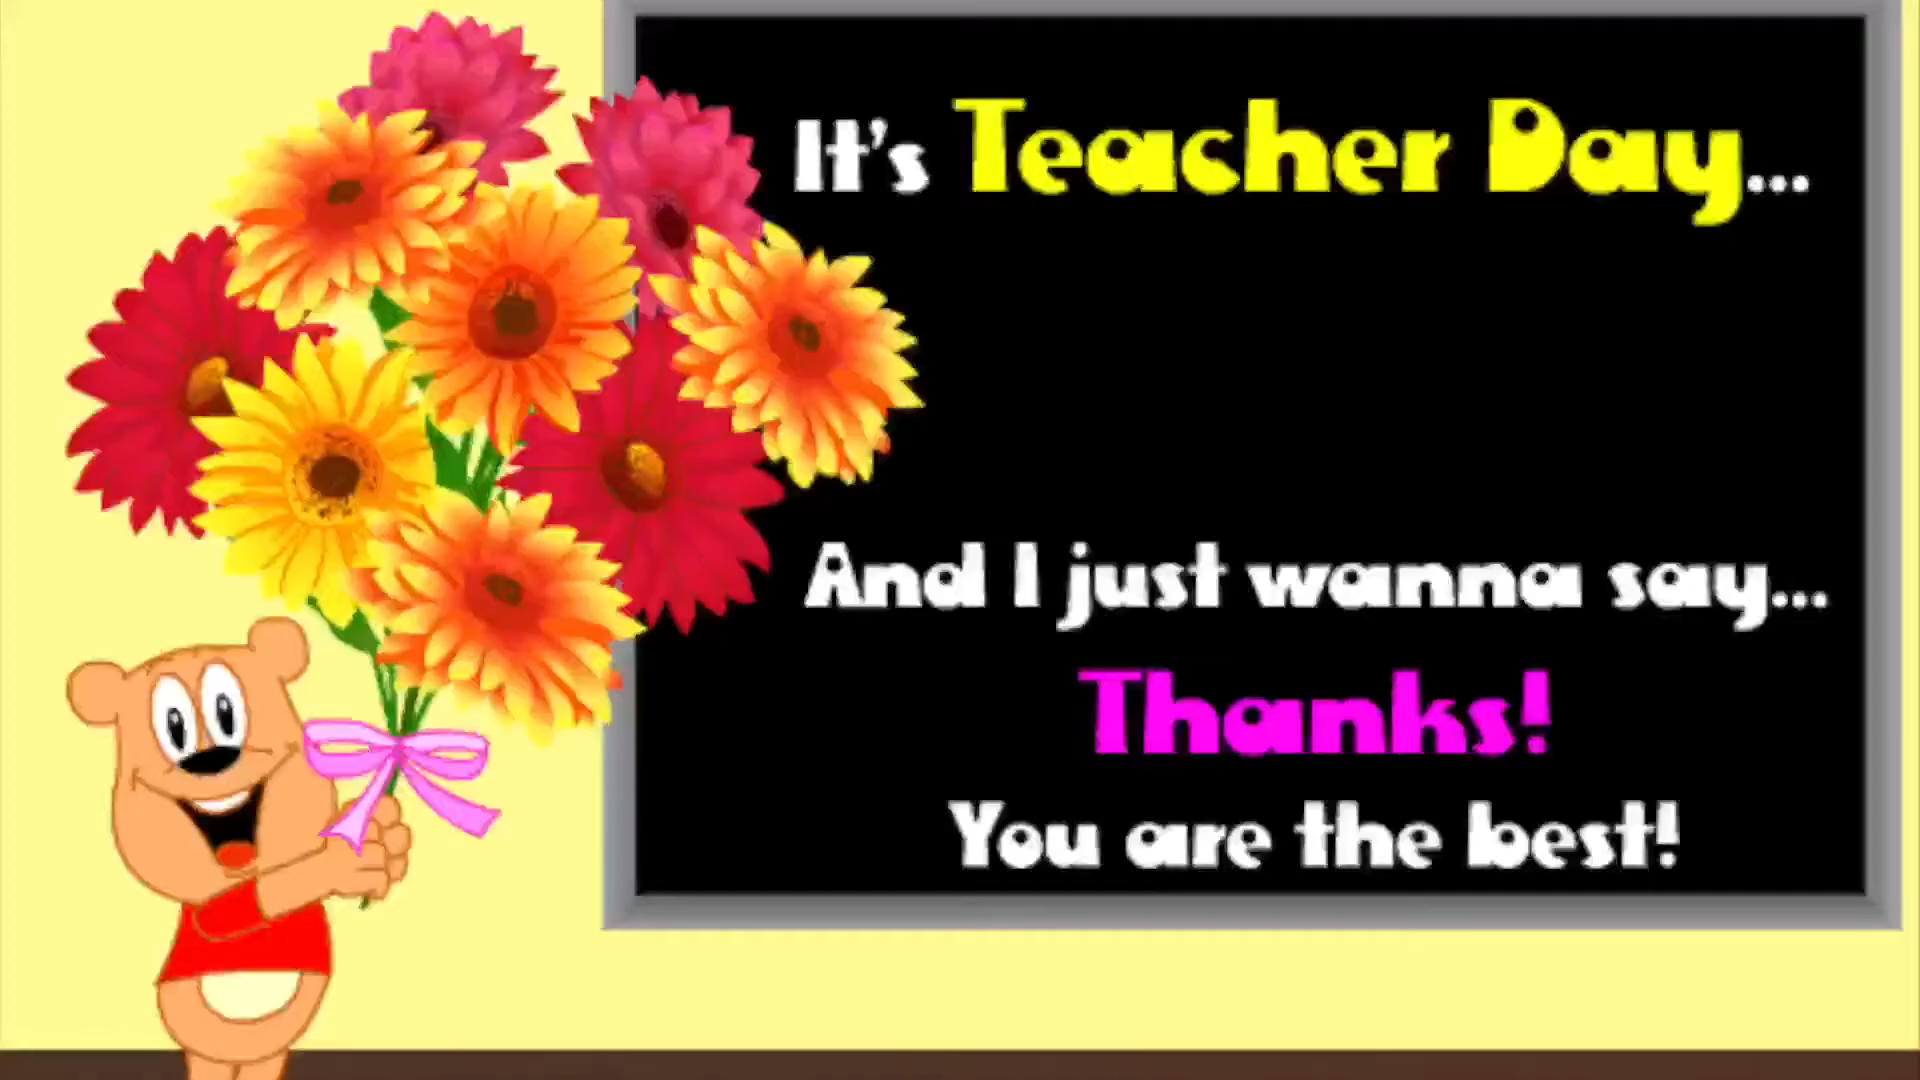 It's Teacher Day...
And I just wanna say...
Thanks!
You are the best!